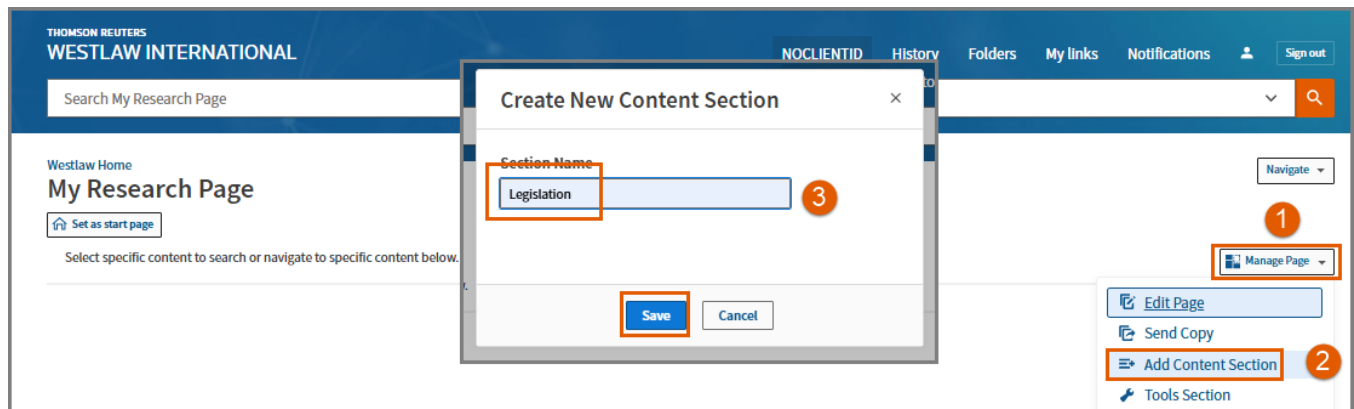 THOMSON REUTERS
WESTLAW INTERNATIONAL
NOCLIENTID History Folders My links Notifications Sign out
Search My Research Page
to
Create New Content Section ×
Westlaw Home
My Research Page
Set as start page
Select specific content to search or navigate to specific content below.
Section Name
Legislation
3
Save Cancel
Navigate
1
Manage Page
Edit Page
Send Copy
Add Content Section 2
Tools Section